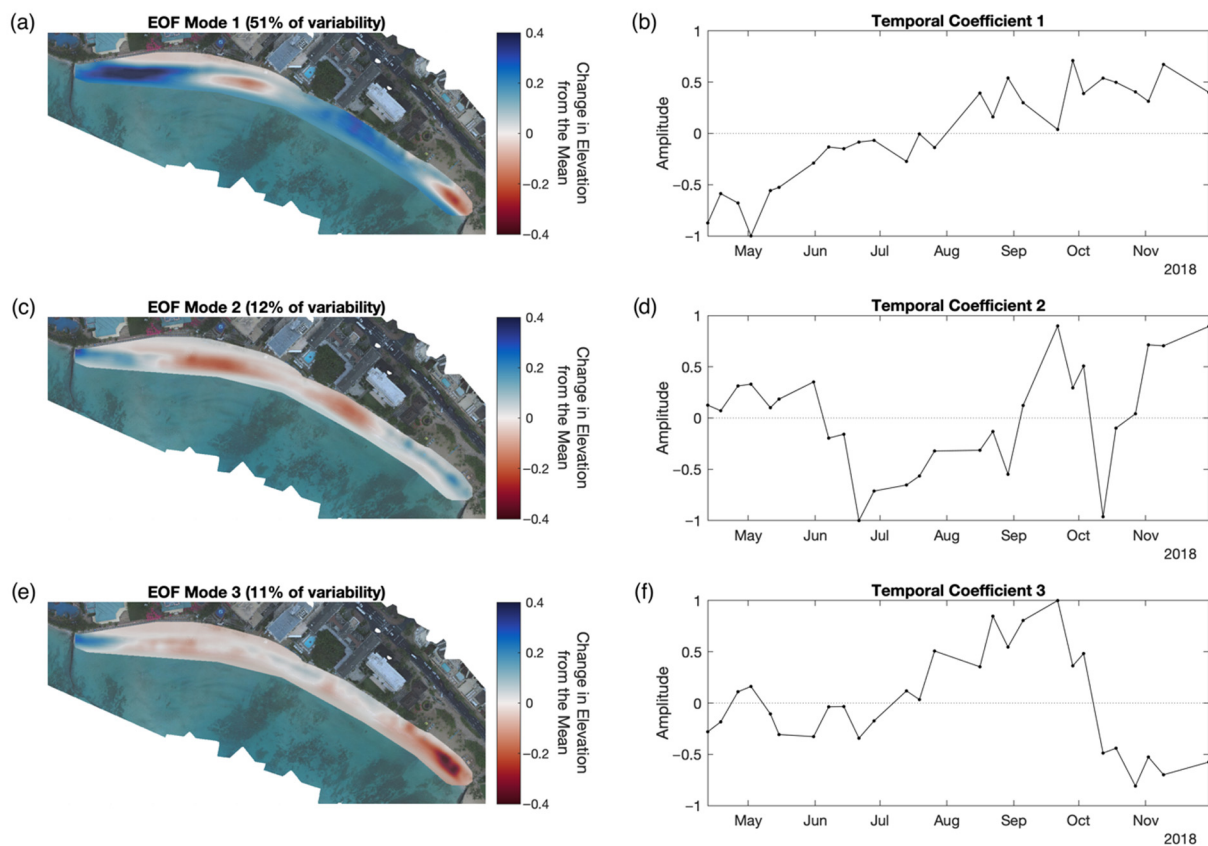 (a)
EOF Mode 1 (51% of variability)
0.4
0.2
0
−0.2
−0.4
Change in Elevation
from the Mean
(b)
Temporal Coefficient 1
1
0.5
0
−0.5
−1
Amplitude
May Jun Jul Aug Sep Oct Nov
2018
(c)
EOF Mode 2 (12% of variability)
0.4
0.2
0
−0.2
−0.4
Change in Elevation
from the Mean
(d)
Temporal Coefficient 2
1
0.5
0
−0.5
−1
Amplitude
May Jun Jul Aug Sep Oct Nov
2018
(e)
EOF Mode 3 (11% of variability)
0.4
0.2
0
−0.2
−0.4
Change in Elevation
from the Mean
(f)
Temporal Coefficient 3
1
0.5
0
−0.5
−1
Amplitude
May Jun Jul Aug Sep Oct Nov
2018